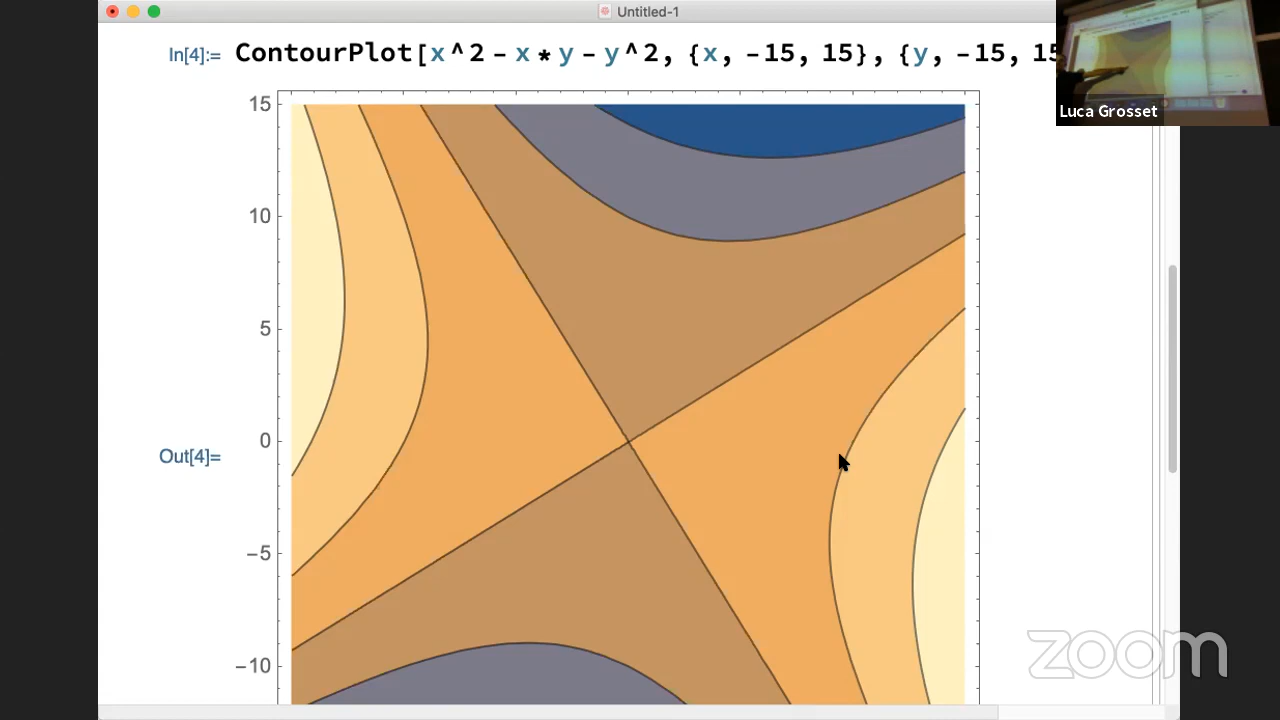 Untitled-1
In[4]:= ContourPlot[x^2-x*y-y^2, {x, -15, 15}, {y, -15, 15
Luca Grosset
15
10
5
0
Out[4]=
-5
-10
zoom